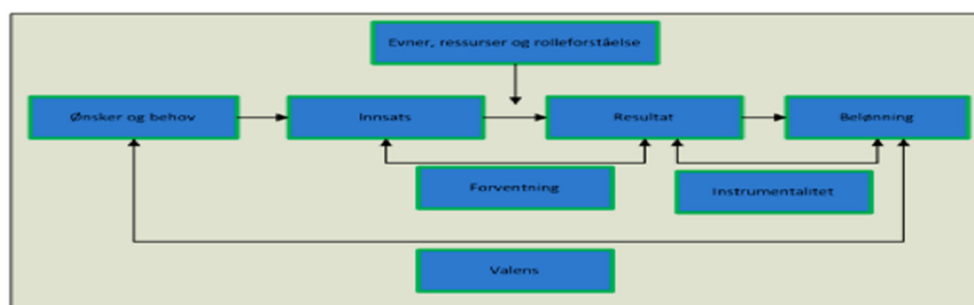 Evner, ressurser og rolleforståelse
Ønsker og behov
Innsats
Resultat
Belønning
Forventning
Instrumentalitet
Valens